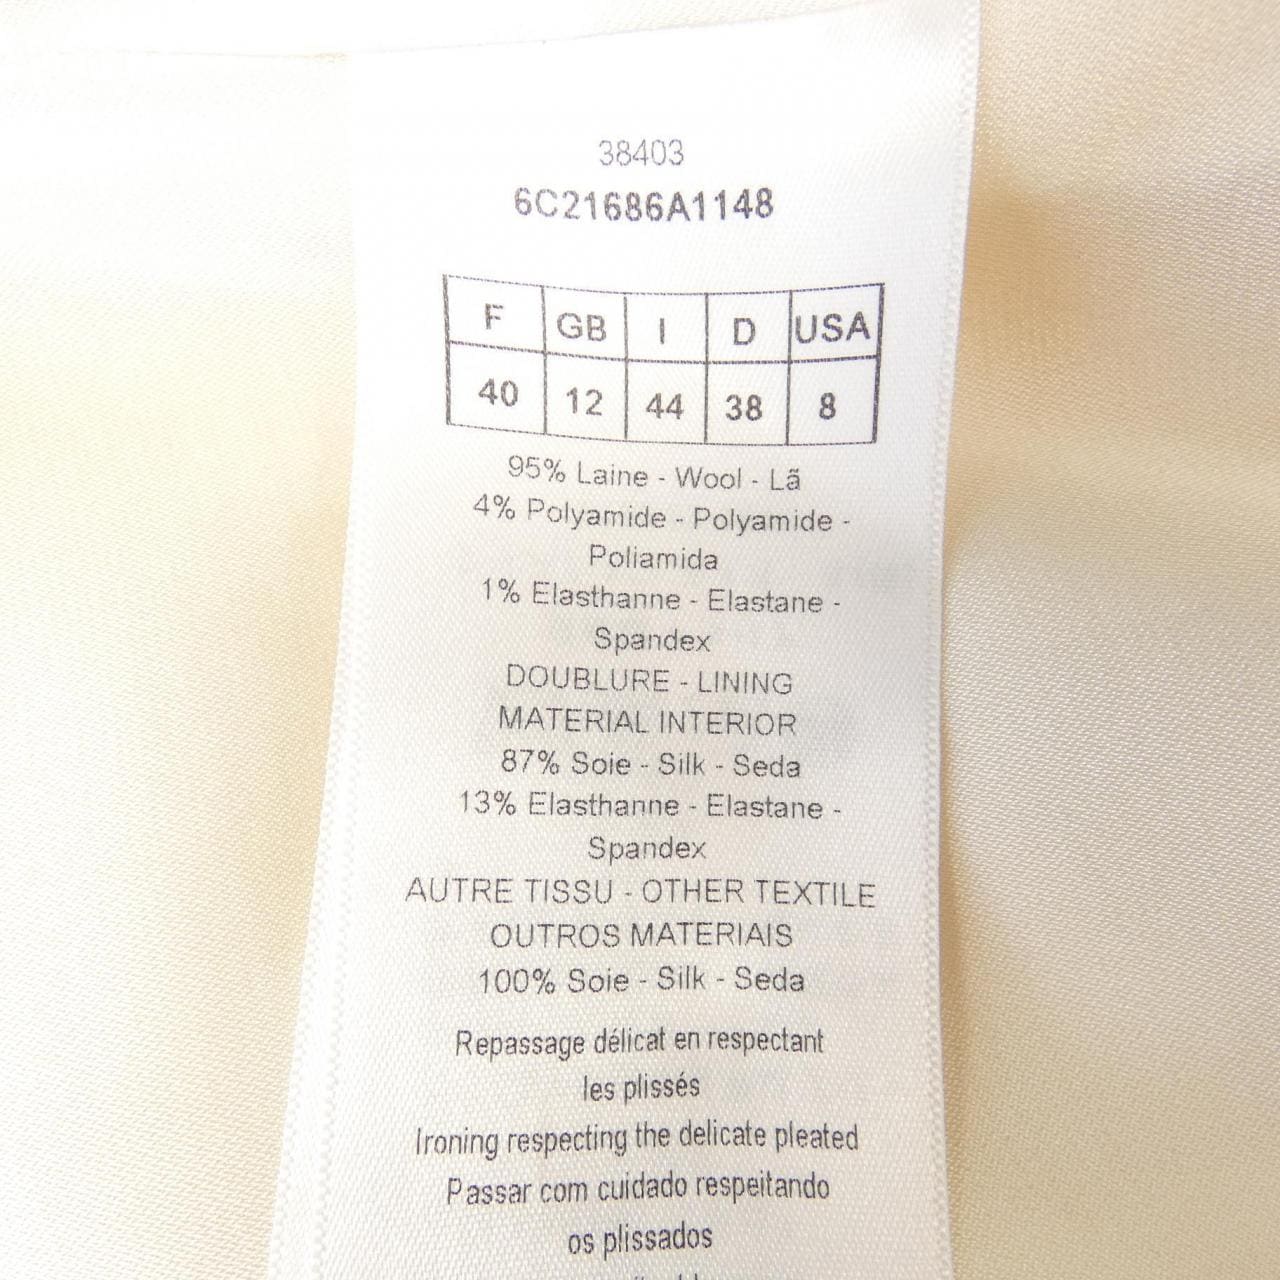 38403
6C21686A1148
F GB I D USA
40 12 44 38 8
95% Laine - Wool - Lã
4% Polyamide - Polyamide -
Poliamida
1% Elasthanne - Elastane -
Spandex
DOUBLURE - LINING
MATERIAL INTERIOR
87% Soie - Silk - Seda
13% Elasthanne - Elastane -
Spandex
AUTRE TISSU - OTHER TEXTILE
OUTROS MATERIAIS
100% Soie - Silk - Seda
Repassage délicat en respectant
les plissés
Ironing respecting the delicate pleated
Passar com cuidado respeitando
os plissados